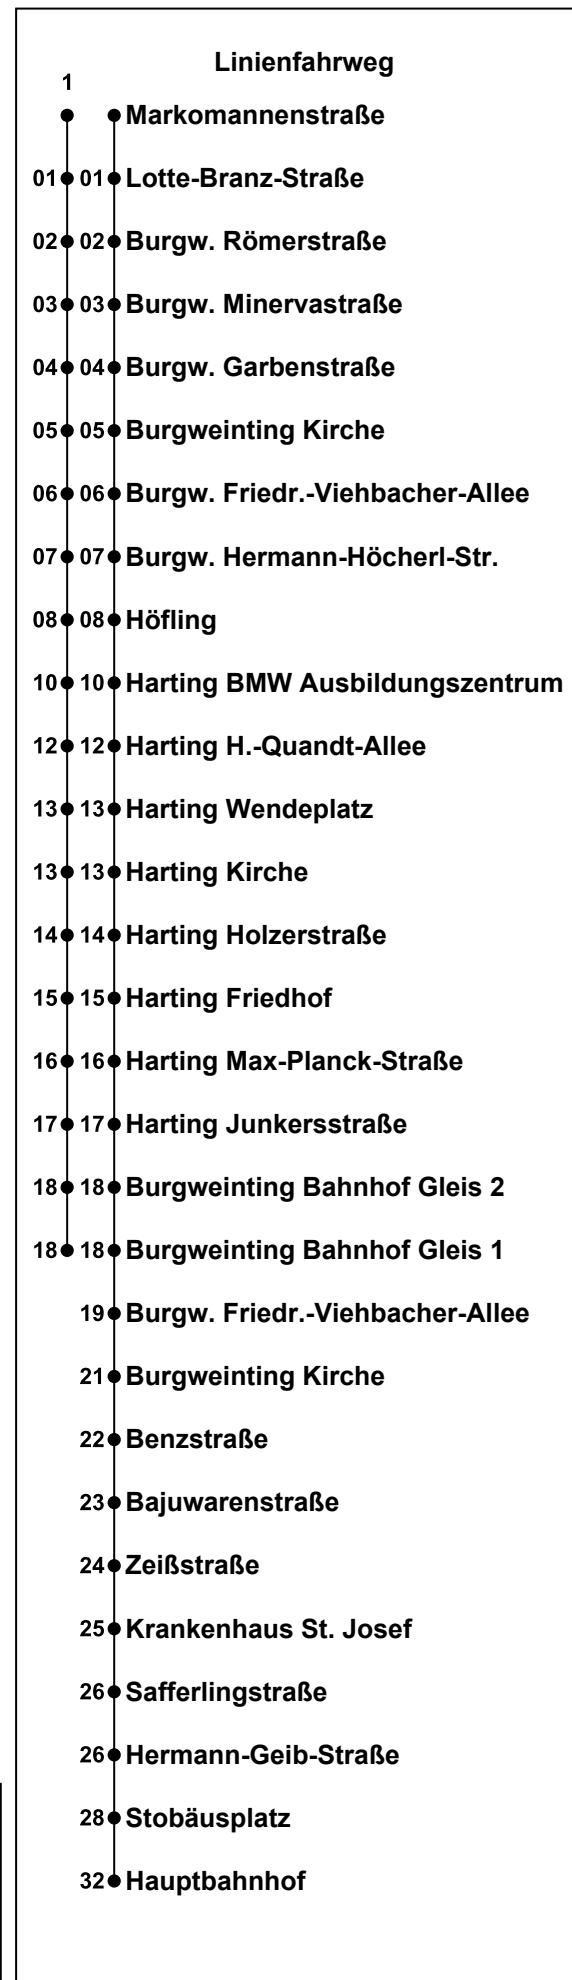 Linienfahrweg
1
Markomannenstraße
01 01 Lotte-Branz-Straße
02 02 Burgw. Römerstraße
03 03 Burgw. Minervastraße
04 04 Burgw. Garbenstraße
05 05 Burgweinting Kirche
06 06 Burgw. Friedr.-Viehbacher-Allee
07 07 Burgw. Hermann-Höcherl-Str.
08 08 Höfling
10 10 Harting BMW Ausbildungszentrum
12 12 Harting H.-Quandt-Allee
13 13 Harting Wendeplatz
13 13 Harting Kirche
14 14 Harting Holzerstraße
15 15 Harting Friedhof
16 16 Harting Max-Planck-Straße
17 17 Harting Junkersstraße
18 18 Burgweinting Bahnhof Gleis 2
18 18 Burgweinting Bahnhof Gleis 1
19 Burgw. Friedr.-Viehbacher-Allee
21 Burgweinting Kirche
22 Benzstraße
23 Bajuwarenstraße
24 Zeißstraße
25 Krankenhaus St. Josef
26 Safferlingstraße
26 Hermann-Geib-Straße
28 Stobäusplatz
32 Hauptbahnhof